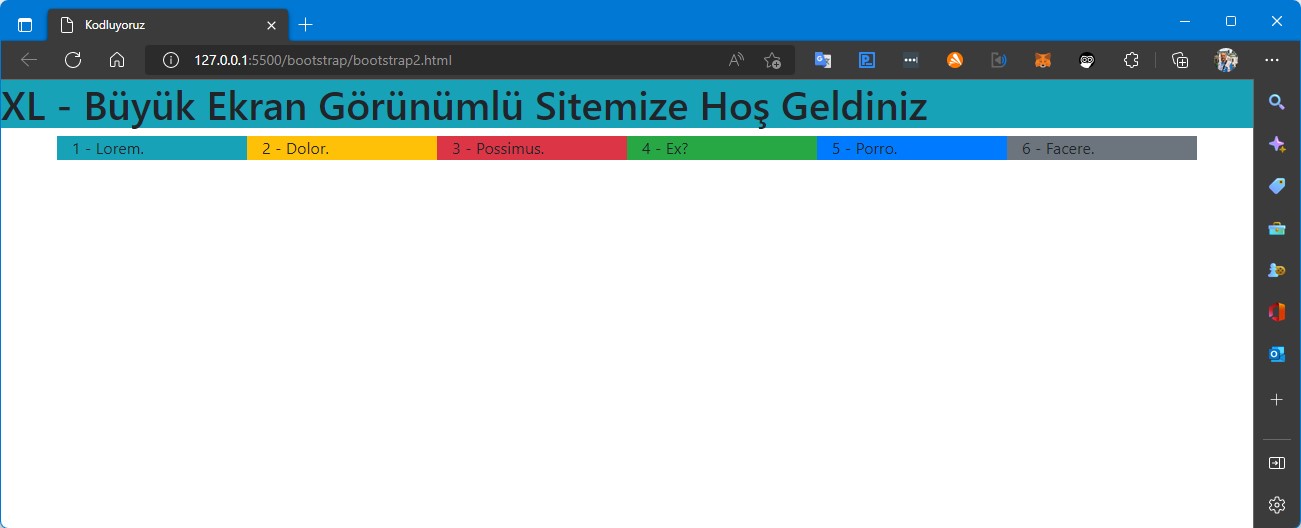 Kodluyoruz
127.0.0.1:5500/bootstrap/bootstrap2.html
XL - Büyük Ekran Görünümlü Sitemize Hoş Geldiniz
1 - Lorem. 2 - Dolor. 3 - Possimus. 4 - Ex? 5 - Porro. 6 - Facere.